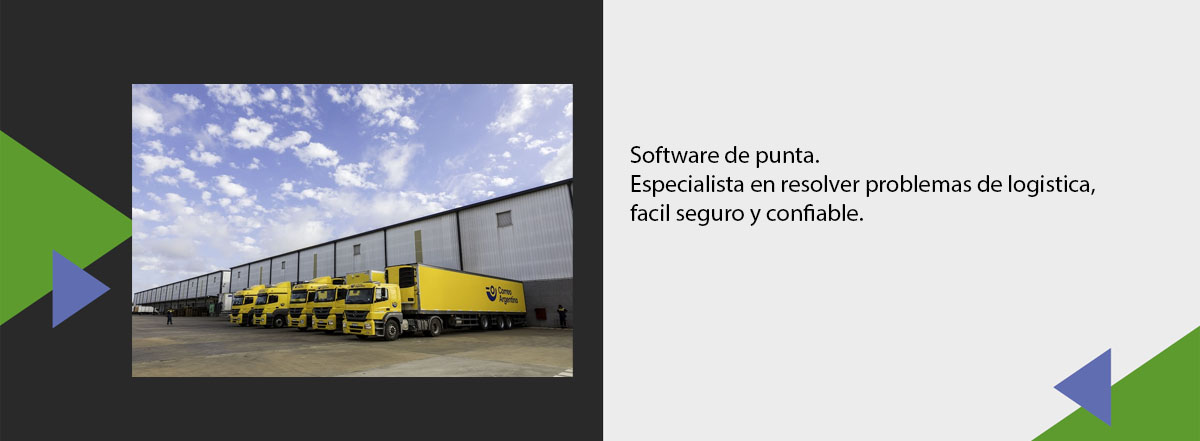 Correo
Argentino
Software de punta.
Especialista en resolver problemas de logistica,
facil seguro y confiable.